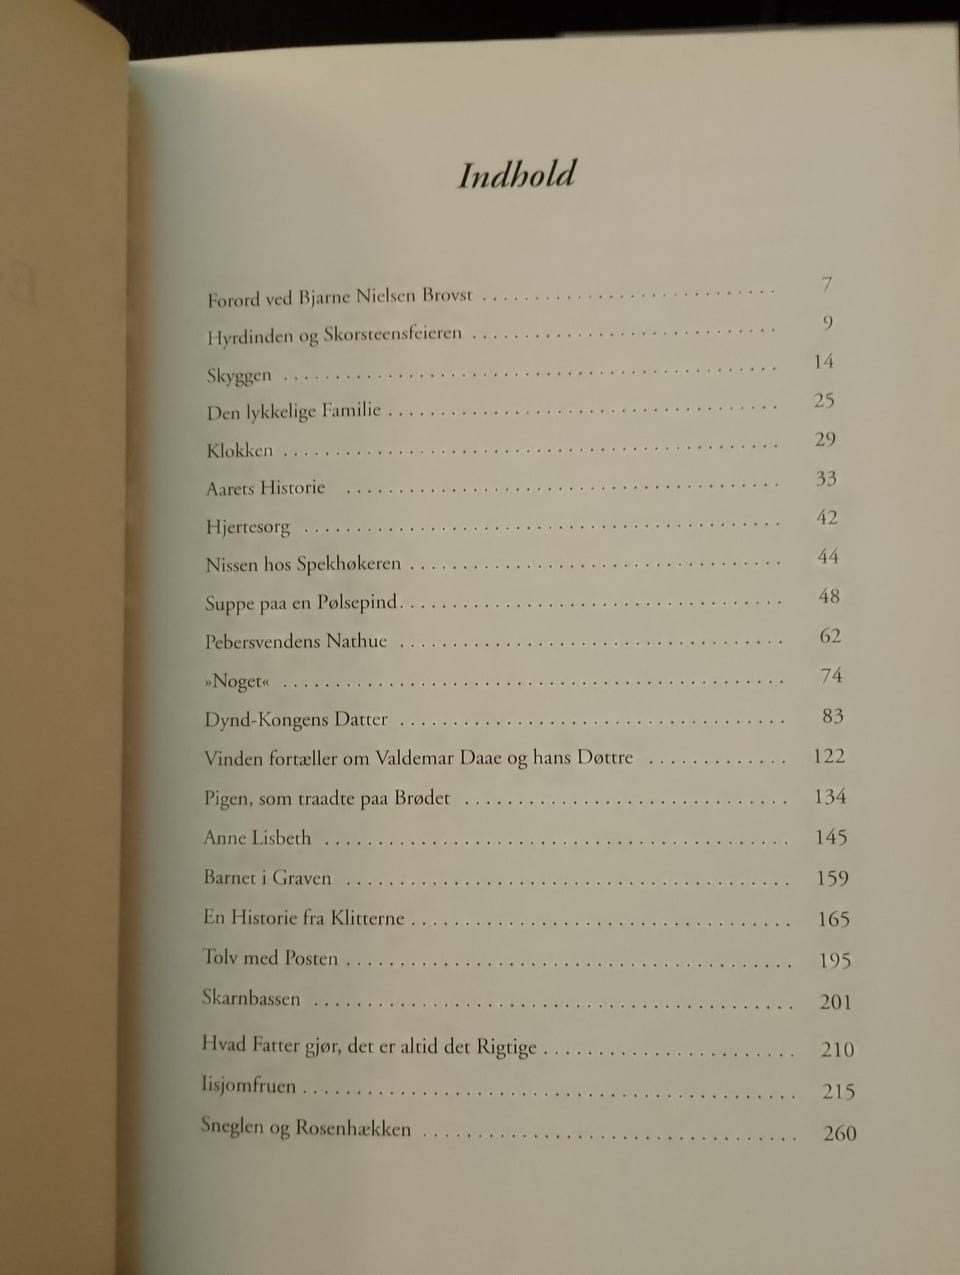 Indhold
Forord ved Bjarne Nielsen Brovst . . . . . . . . . . . . . . . . . . . . . . . . . . . . 7
Hyrdinden og Skorsteensfeieren . . . . . . . . . . . . . . . . . . . . . . . . . . . . . 9
Skyggen . . . . . . . . . . . . . . . . . . . . . . . . . . . . . . . . . . . . . . . . . . . . . 14
Den lykkelige Familie . . . . . . . . . . . . . . . . . . . . . . . . . . . . . . . . . . . . 25
Klokken . . . . . . . . . . . . . . . . . . . . . . . . . . . . . . . . . . . . . . . . . . . . . 29
Aarets Historie . . . . . . . . . . . . . . . . . . . . . . . . . . . . . . . . . . . . . . . . 33
Hjertesorg . . . . . . . . . . . . . . . . . . . . . . . . . . . . . . . . . . . . . . . . . . . 42
Nissen hos Spekhøkeren . . . . . . . . . . . . . . . . . . . . . . . . . . . . . . . . . . 44
Suppe paa en Pølsepind. . . . . . . . . . . . . . . . . . . . . . . . . . . . . . . . . . . 48
Pebersvendens Nathue . . . . . . . . . . . . . . . . . . . . . . . . . . . . . . . . . . . 62
»Noget« . . . . . . . . . . . . . . . . . . . . . . . . . . . . . . . . . . . . . . . . . . . . . 74
Dynd-Kongens Datter . . . . . . . . . . . . . . . . . . . . . . . . . . . . . . . . . . . 83
Vinden fortæller om Valdemar Daae og hans Døttre . . . . . . . . . . . . . 122
Pigen, som traadte paa Brødet . . . . . . . . . . . . . . . . . . . . . . . . . . . . . . 134
Anne Lisbeth . . . . . . . . . . . . . . . . . . . . . . . . . . . . . . . . . . . . . . . . . 145
Barnet i Graven . . . . . . . . . . . . . . . . . . . . . . . . . . . . . . . . . . . . . . . 159
En Historie fra Klitterne . . . . . . . . . . . . . . . . . . . . . . . . . . . . . . . . . . 165
Tolv med Posten . . . . . . . . . . . . . . . . . . . . . . . . . . . . . . . . . . . . . . . 195
Skarnbassen . . . . . . . . . . . . . . . . . . . . . . . . . . . . . . . . . . . . . . . . . . 201
Hvad Fatter gjør, det er altid det Rigtige . . . . . . . . . . . . . . . . . . . . . . 210
Iisjomfruen . . . . . . . . . . . . . . . . . . . . . . . . . . . . . . . . . . . . . . . . . . . 215
Sneglen og Rosenhækken . . . . . . . . . . . . . . . . . . . . . . . . . . . . . . . . . 260